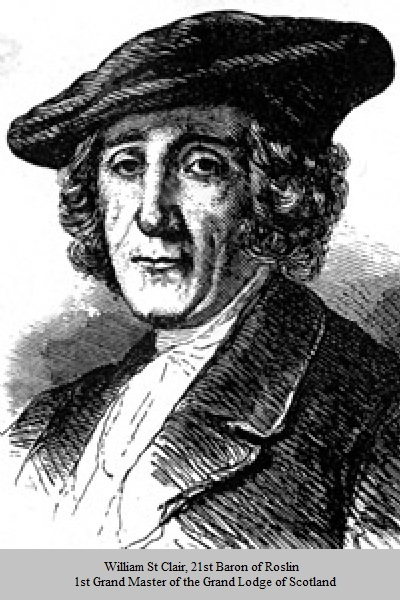 William St Clair, 21st Baron of Roslin
1st Grand Master of the Grand Lodge of Scotland